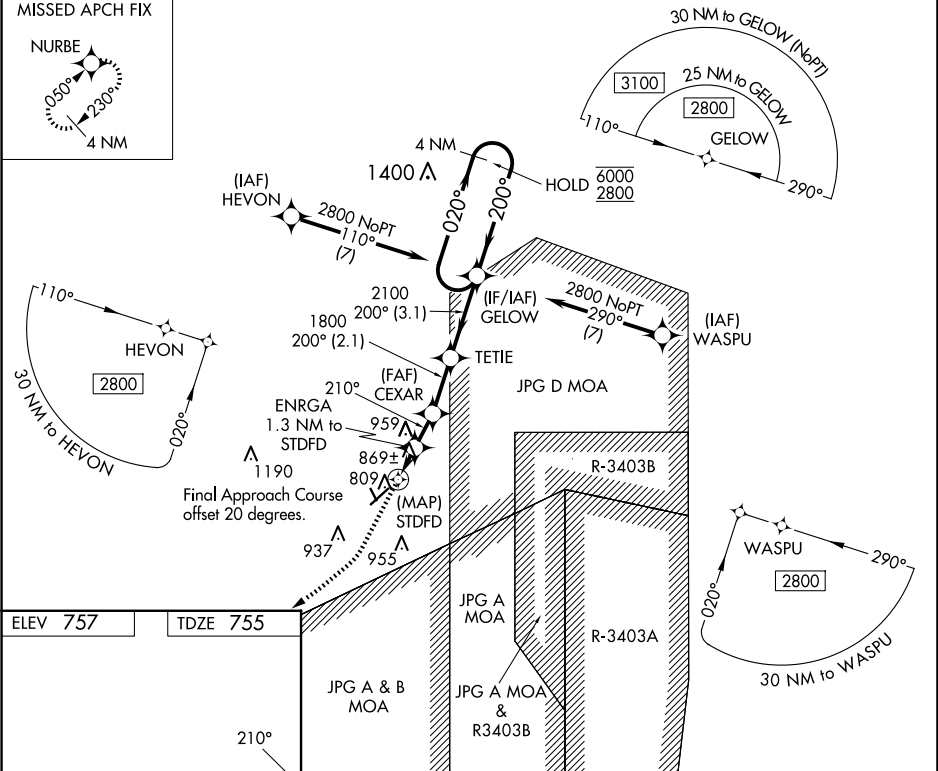 MISSED APCH FIX
NURBE
050°
230°
4 NM
30 NM to GELOW (NoPT)
3100
25 NM to GELOW
2800
110°
GELOW
290°
4 NM
1400
HOLD
6000
2800
020°
200°
(IAF)
HEVON
2800 NoPT
110°
(7)
2100
200° (3.1)
(IF/IAF)
GELOW
2800 NoPT
290°
(7)
(IAF)
WASPU
1800
200° (2.1)
TETIE
110°
HEVON
2800
020°
30 NM to HEVON
(FAF)
CEXAR
210°
JPG D MOA
ENRGA
1.3 NM to
STDFD
959
869±
809
1190
Final Approach Course
offset 20 degrees.
(MAP)
STDFD
R-3403B
937
955
WASPU
290°
2800
020°
30 NM to WASPU
JPG A
MOA
R-3403A
ELEV 757
TDZE 755
JPG A & B
MOA
JPG A MOA
&
R3403B
210°